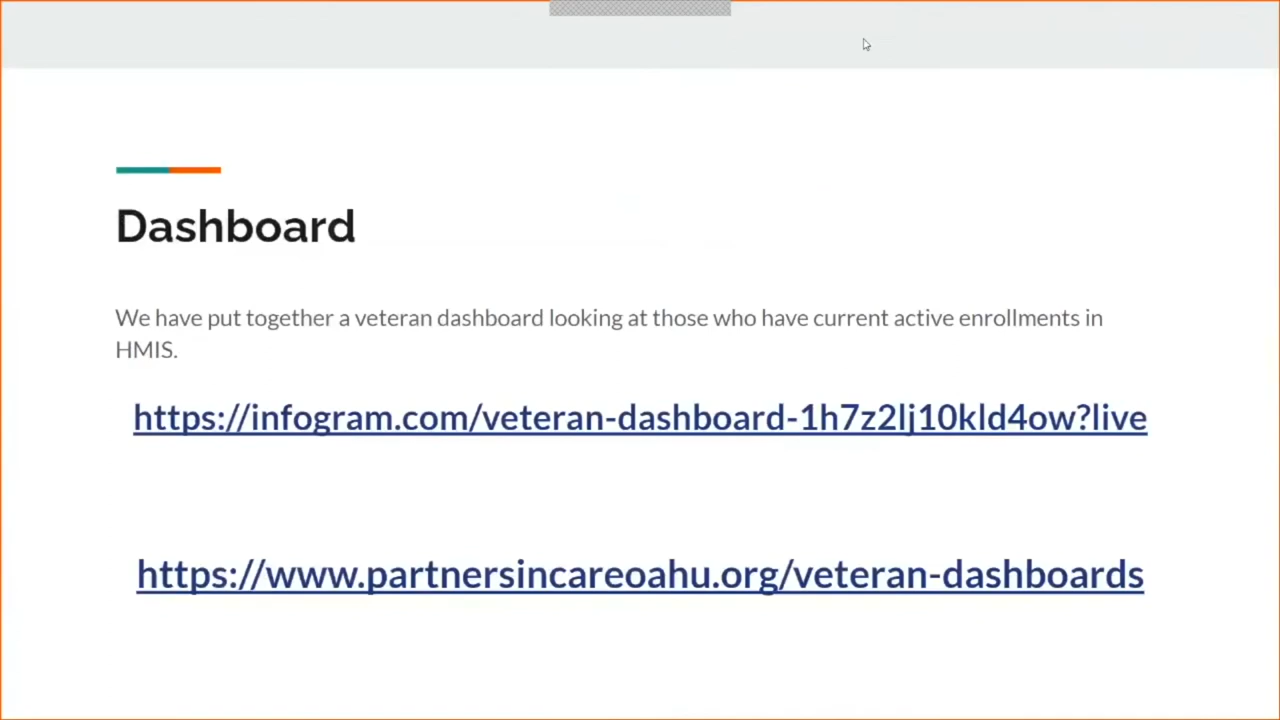 Dashboard
We have put together a veteran dashboard looking at those who have current active enrollments in
HMIS.
https://infogram.com/veteran-dashboard-1h7z2lj10kld4ow?live
https://www.partnersincareoahu.org/veteran-dashboards